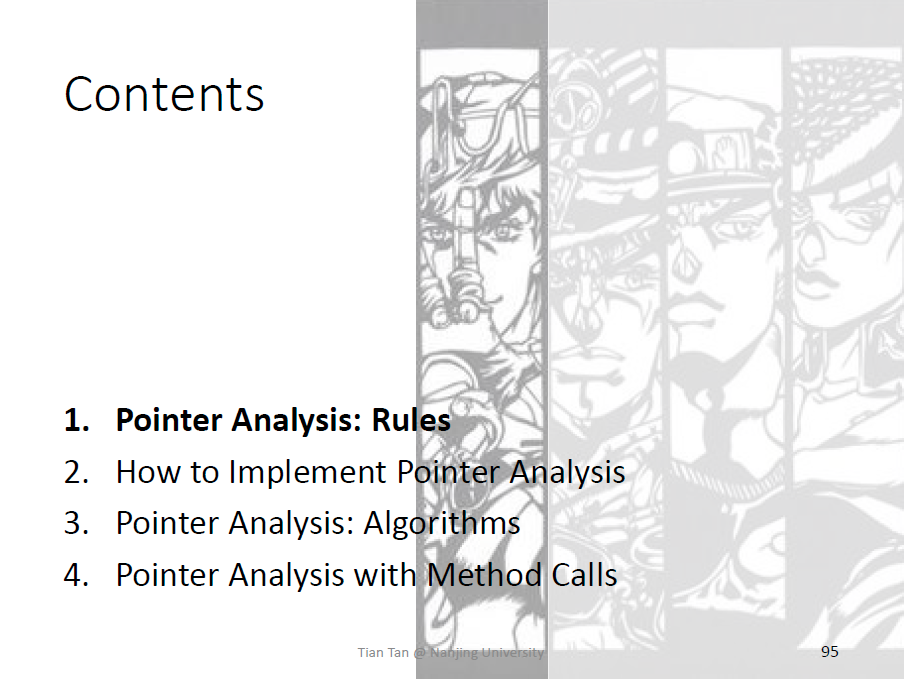 Contents
1. Pointer Analysis: Rules
2. How to Implement Pointer Analysis
3. Pointer Analysis: Algorithms
4. Pointer Analysis with Method Calls
Tian Tan @ Nanjing University
95